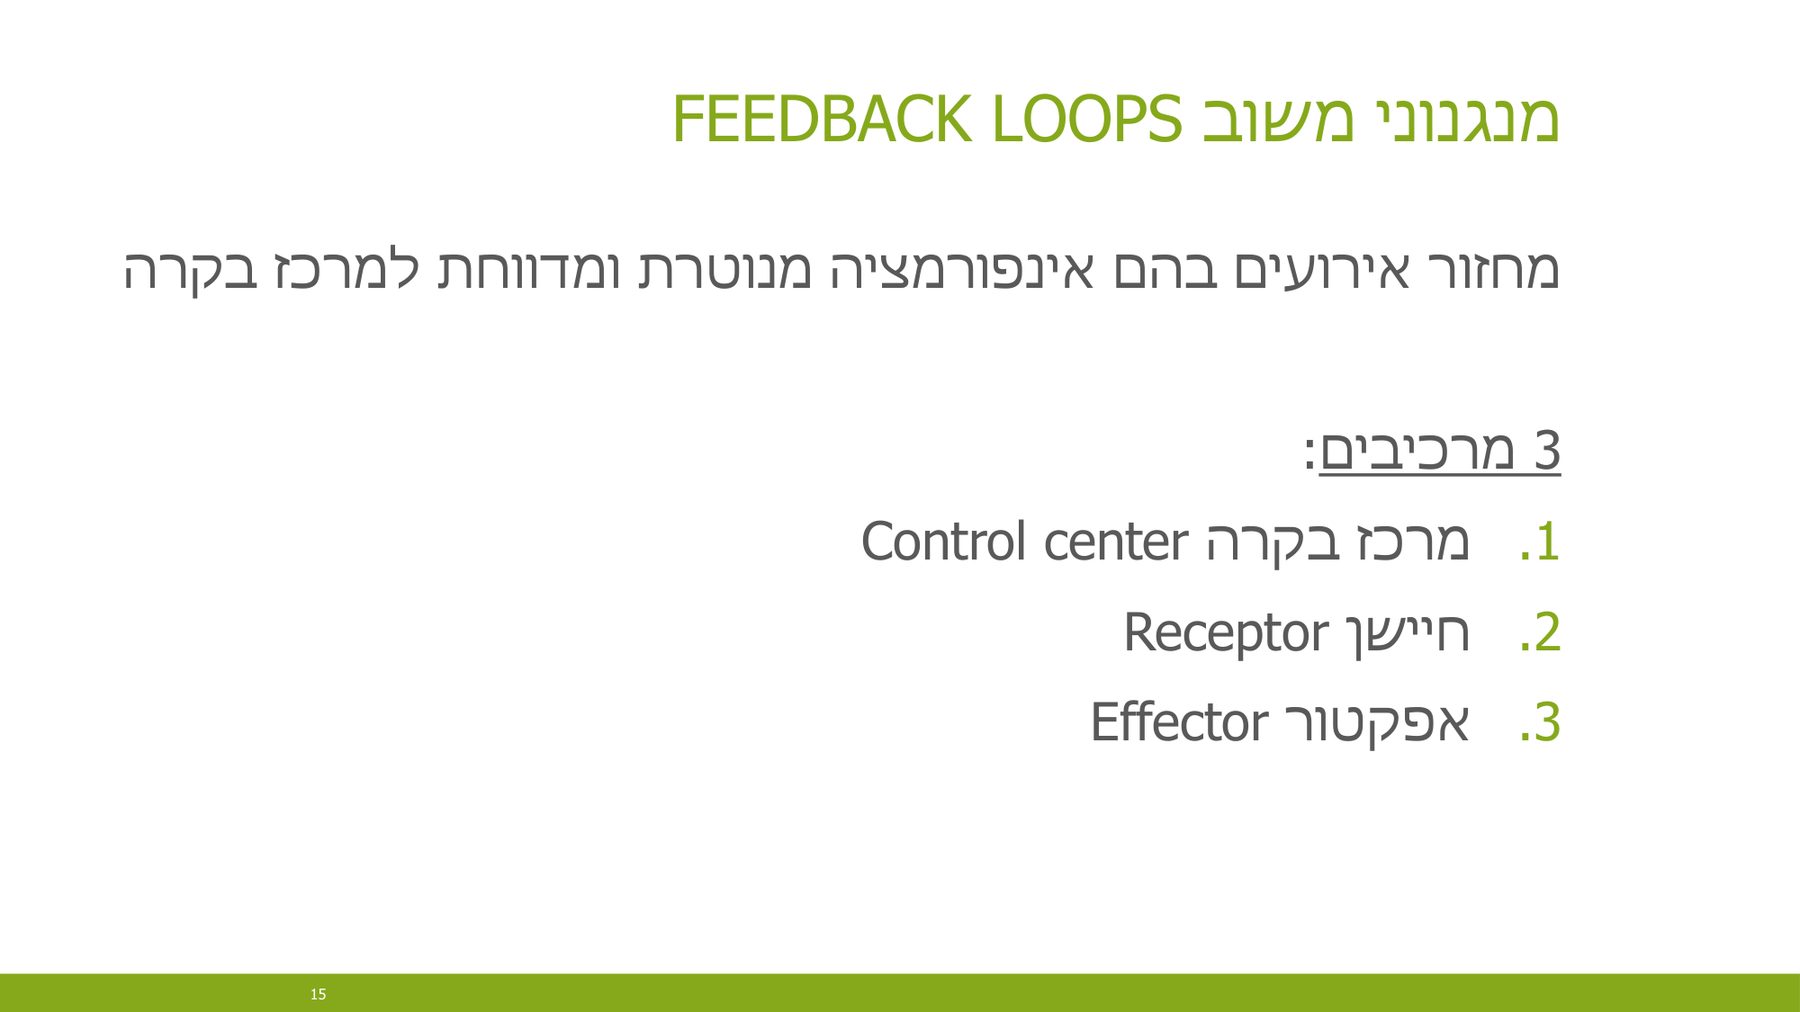 מנגנוני משוב FEEDBACK LOOPS
מחזור אירועים בהם אינפורמציה מנוטרת ומדווחת למרכז בקרה
3 מרכיבים:
1. מרכז בקרה Control center
2. חיישן Receptor
3. אפקטור Effector
15